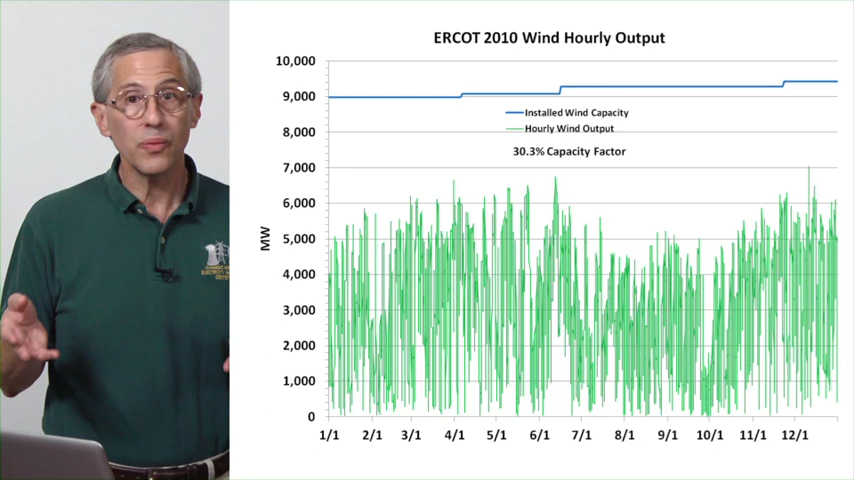 ERCOT 2010 Wind Hourly Output
10,000
9,000
8,000
7,000
6,000
5,000
4,000
3,000
2,000
1,000
0
MW
Installed Wind Capacity
Hourly Wind Output
30.3% Capacity Factor
1/1 2/1 3/1 4/1 5/1 6/1 7/1 8/1 9/1 10/1 11/1 12/1
ELECTRICITY